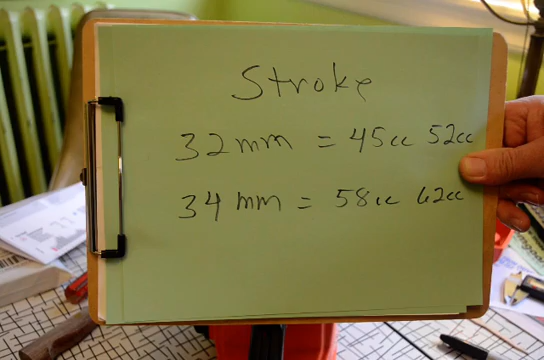 Stroke
32mm = 45cc 52cc
34mm = 58cc 62cc